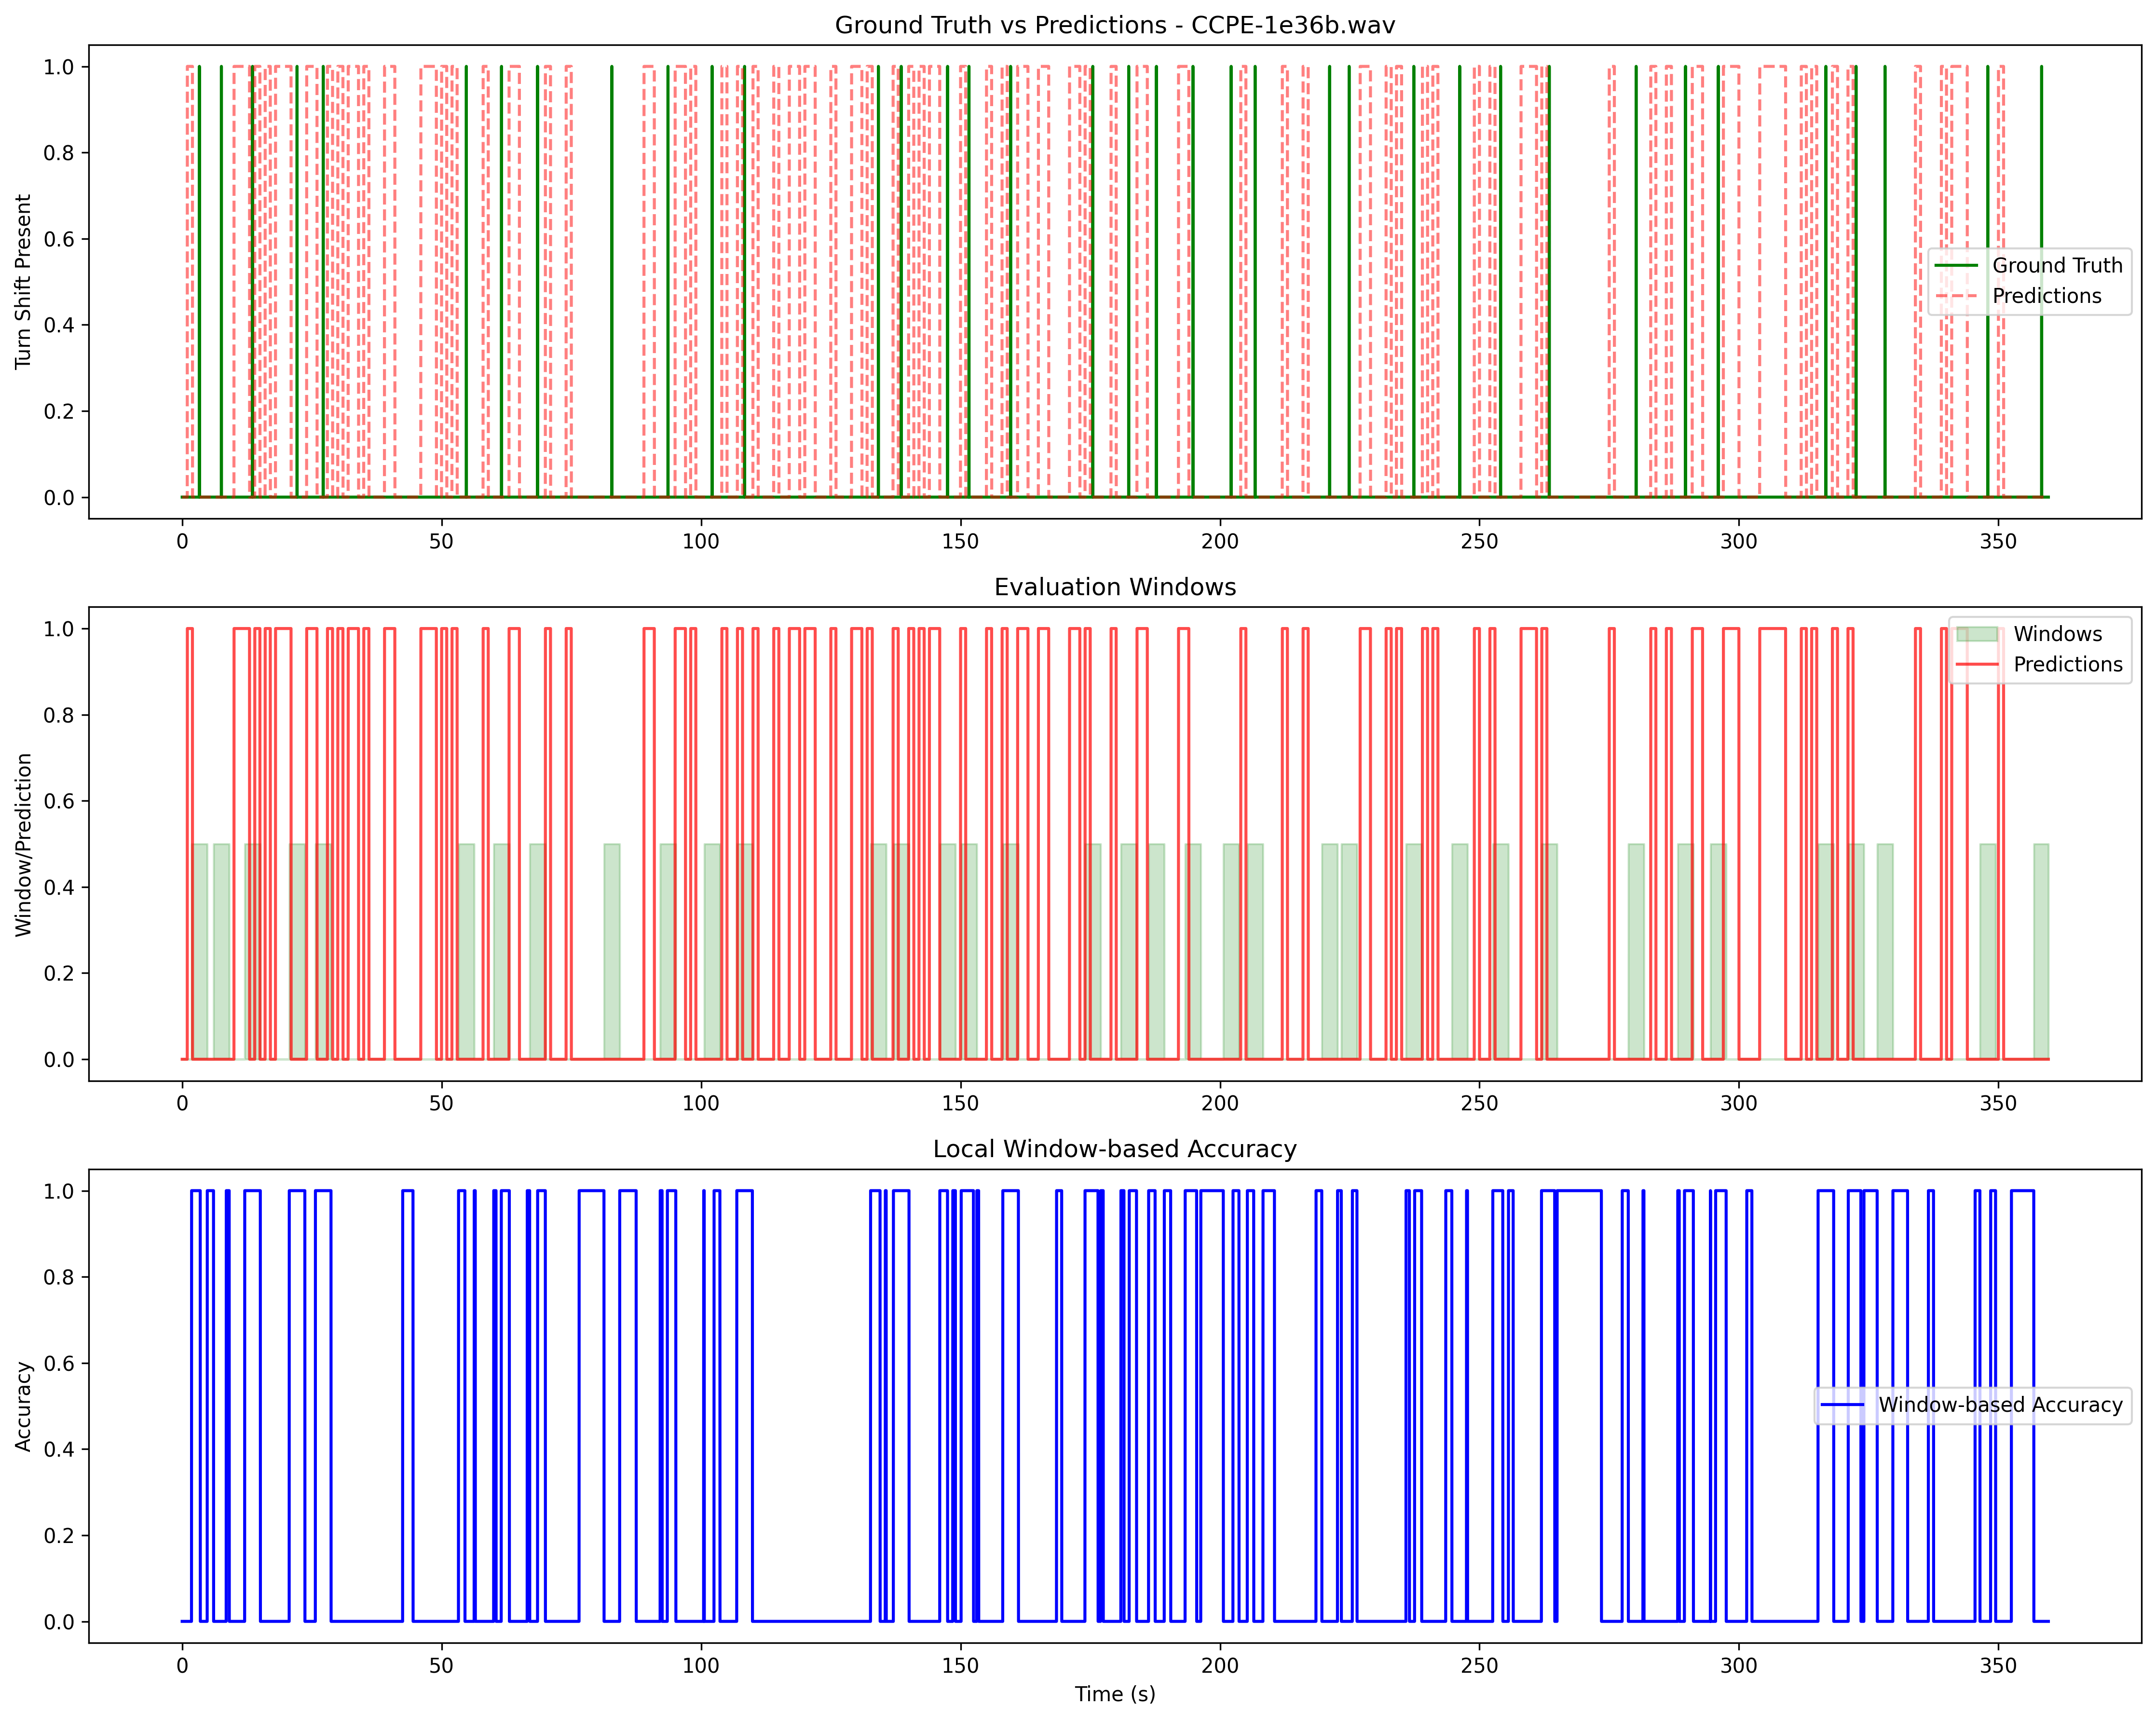 Ground Truth vs Predictions - CCPE-1e36b.wav
1.0
0.8
0.6
0.4
0.2
0.0
Turn Shift Present
Ground Truth
Predictions
0 50 100 150 200 250 300 350
Evaluation Windows
1.0
0.8
0.6
0.4
0.2
0.0
Window/Prediction
Windows
Predictions
0 50 100 150 200 250 300 350
Local Window-based Accuracy
1.0
0.8
0.6
0.4
0.2
0.0
Accuracy
Window-based Accuracy
0 50 100 150 200 250 300 350
Time (s)